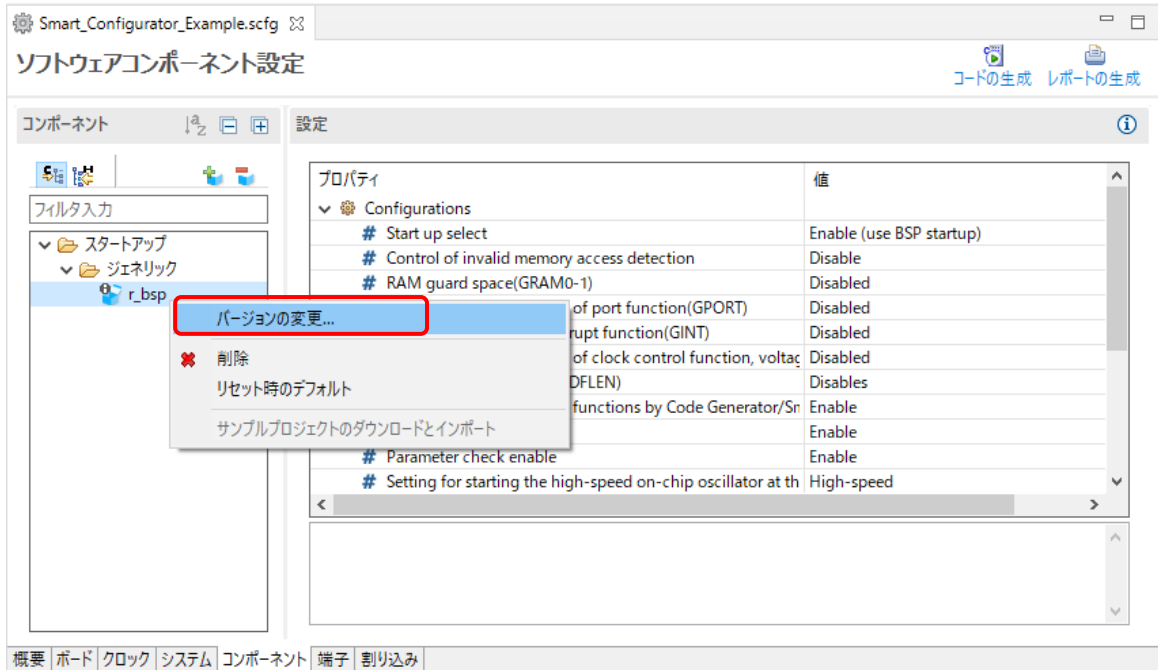 Smart_Configurator_Example.scfg
ソフトウェアコンポーネント設定
コードの生成 レポートの生成
コンポーネント
設定
フィルタ入力
スタートアップ
ジェネリック
r_bsp
バージョンの変更...
削除
リセット時のデフォルト
サンプルプロジェクトのダウンロードとインポート
プロパティ 値
Configurations
# Start up select Enable (use BSP startup)
# Control of invalid memory access detection Disable
# RAM guard space(GRAM0-1) Disabled
of port function(GPORT) Disabled
rupt function(GINT) Disabled
of clock control function, voltag Disabled
DFLEN) Disables
functions by Code Generator/Sm Enable
Enable
# Parameter check enable Enable
# Setting for starting the high-speed on-chip oscillator at th High-speed
概要 ボード クロック システム コンポーネント 端子 割り込み